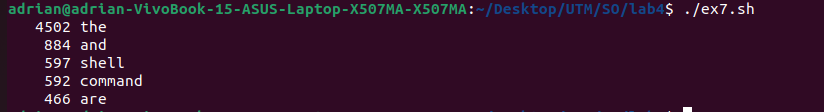 adrian@adrian-VivoBook-15-ASUS-Laptop-X507MA-X507MA:~/Desktop/UTM/SO/lab4$ ./ex7.sh
4502 the
884 and
597 shell
592 command
466 are